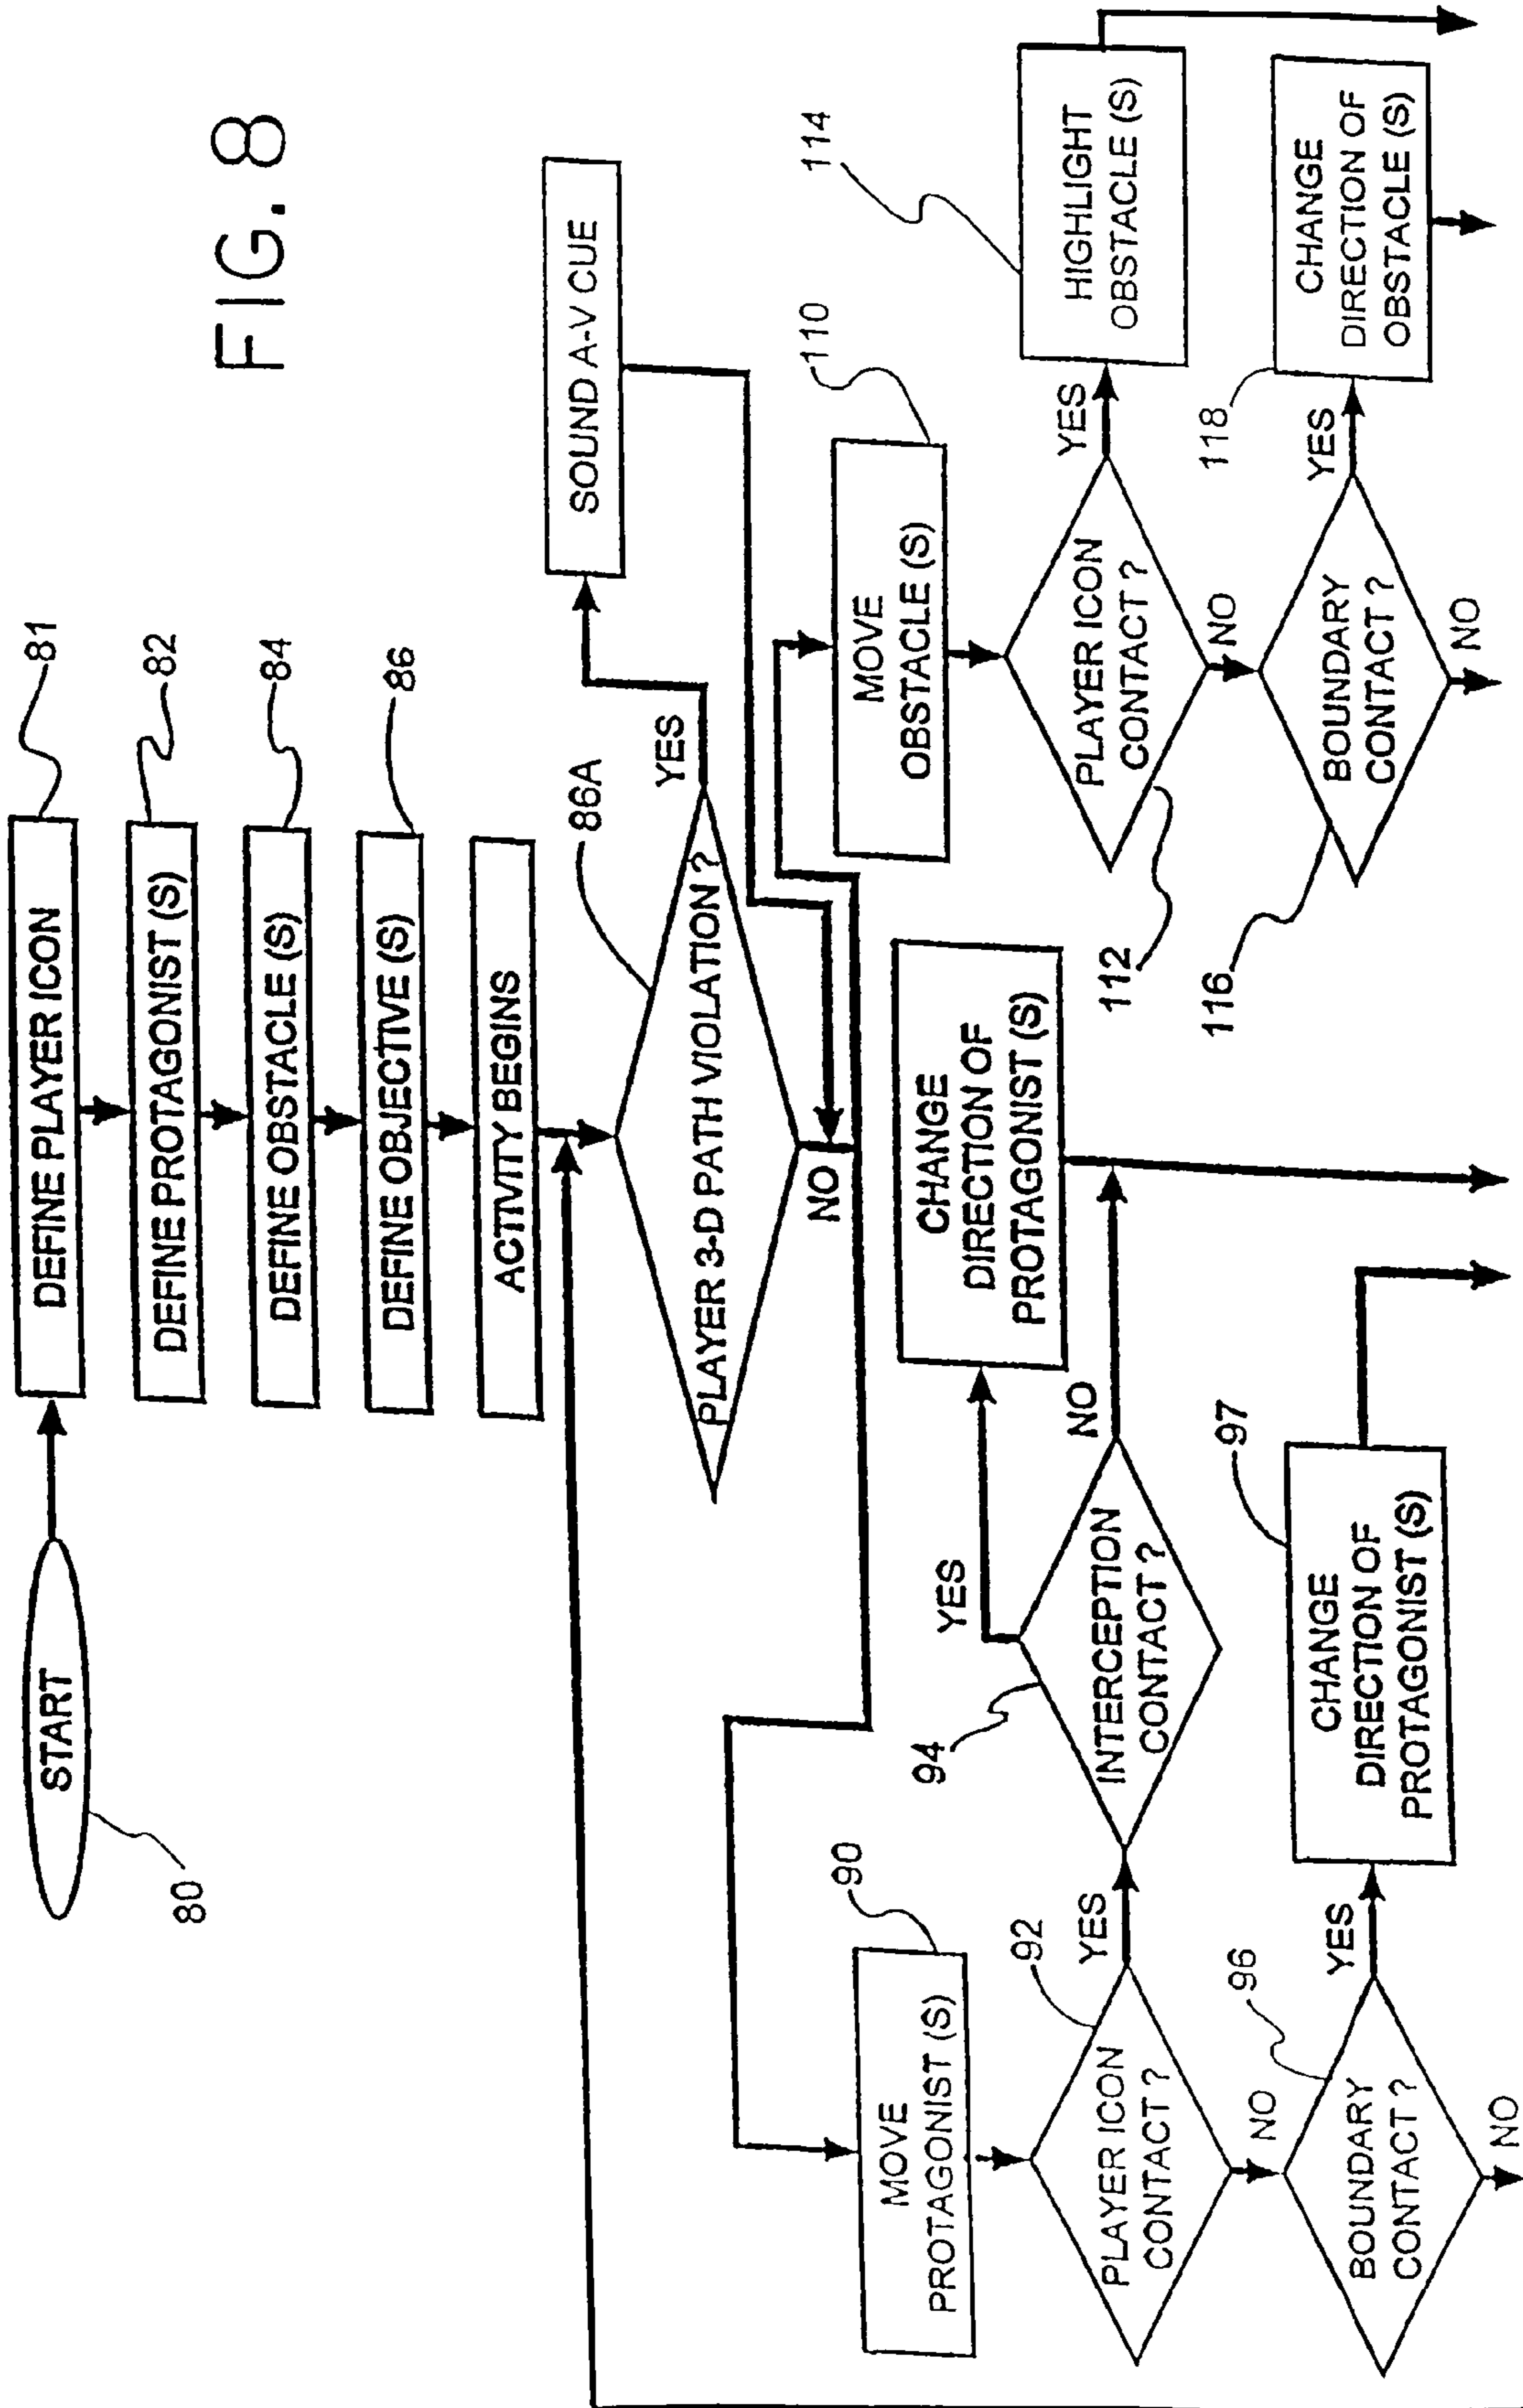 FIG. 8
START
80
DEFINE PLAYER ICON
81
DEFINE PROTAGONIST (S)
82
DEFINE OBSTACLE (S)
84
DEFINE OBJECTIVE (S)
86
ACTIVITY BEGINS
PLAYER 3-D PATH VIOLATION ?
86A
YES
NO
SOUND A-V CUE
MOVE
PROTAGONIST (S)
90
PLAYER ICON
CONTACT ?
92
YES
NO
INTERCEPTION
CONTACT ?
94
YES
NO
CHANGE
DIRECTION OF
PROTAGONIST (S)
BOUNDARY
CONTACT ?
96
YES
NO
CHANGE
DIRECTION OF
PROTAGONIST (S)
97
MOVE
OBSTACLE (S)
110
PLAYER ICON
CONTACT ?
112
YES
NO
HIGHLIGHT
OBSTACLE (S)
114
BOUNDARY
CONTACT ?
116
YES
NO
CHANGE
DIRECTION OF
OBSTACLE (S)
118